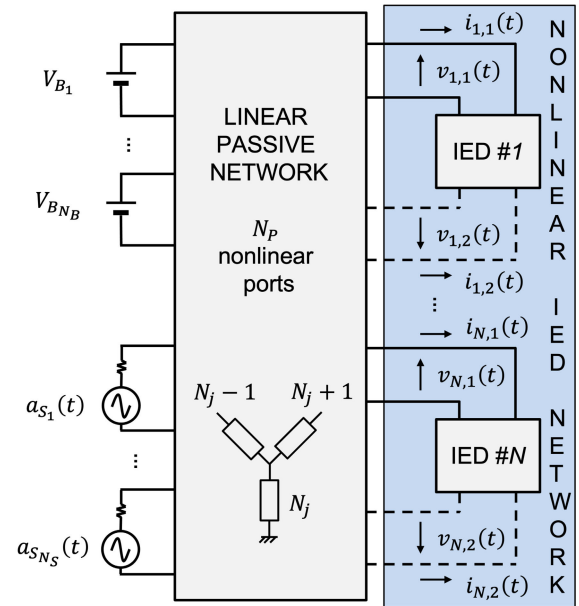 V_{B_1}
...
V_{B_{N_B}}
a_{S_1}(t)
...
a_{S_{N_S}}(t)
LINEAR
PASSIVE
NETWORK
N_P
nonlinear
ports
N_j − 1
N_j + 1
N_j
i_{1,1}(t)
v_{1,1}(t)
IED #1
v_{1,2}(t)
i_{1,2}(t)
...
i_{N,1}(t)
v_{N,1}(t)
IED #N
v_{N,2}(t)
i_{N,2}(t)
NONLINEAR IED NETWORK